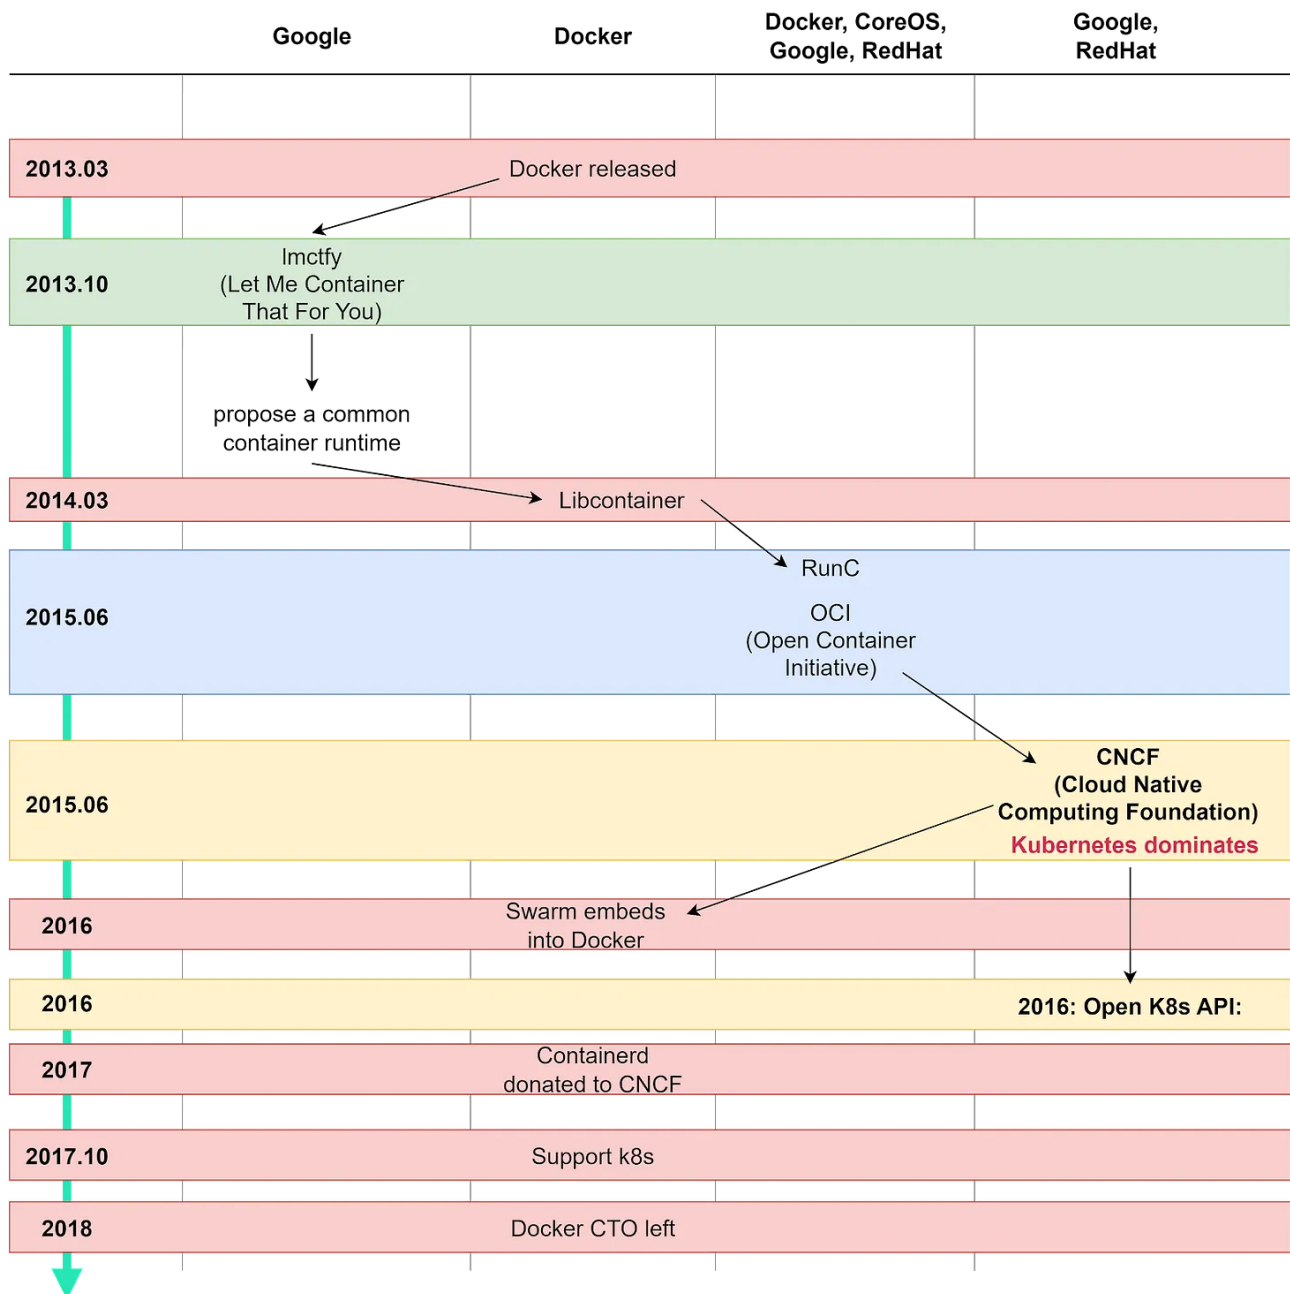 Google
Docker
Docker, CoreOS,
Google, RedHat
Google,
RedHat
2013.03
Docker released
2013.10
lmctfy
(Let Me Container
That For You)
propose a common
container runtime
2014.03
Libcontainer
2015.06
RunC
OCI
(Open Container
Initiative)
2015.06
CNCF
(Cloud Native
Computing Foundation)
Kubernetes dominates
2016
Swarm embeds
into Docker
2016
2016: Open K8s API:
2017
Containerd
donated to CNCF
2017.10
Support k8s
2018
Docker CTO left